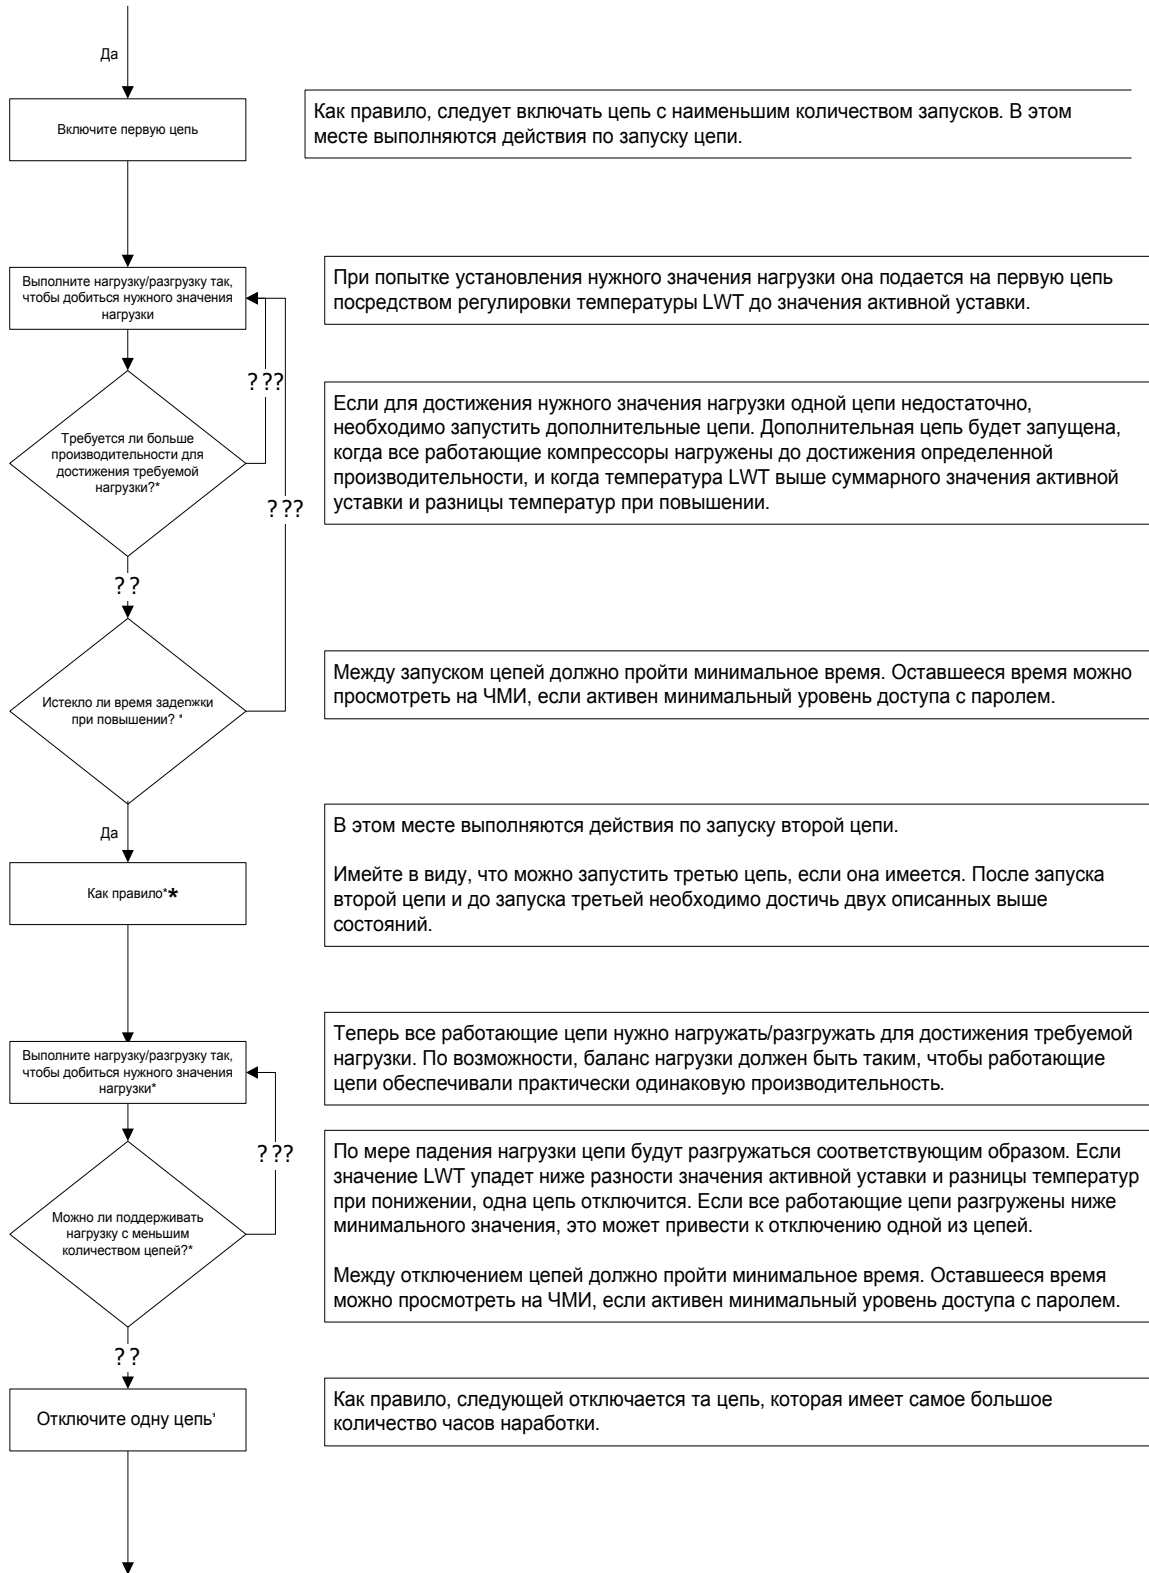 Да
Включите первую цепь
Как правило, следует включать цепь с наименьшим количеством запусков. В этом
месте выполняются действия по запуску цепи.
Выполните нагрузку/разгрузку так,
чтобы добиться нужного значения
нагрузки
При попытке установления нужного значения нагрузки она подается на первую цепь
посредством регулировки температуры LWT до значения активной уставки.
? ??
Требуется ли больше
производительности для
достижения требуемой
нагрузки?*
Если для достижения нужного значения нагрузки одной цепи недостаточно,
необходимо запустить дополнительные цепи. Дополнительная цепь будет запущена,
когда все работающие компрессоры нагружены до достижения определенной
производительности, и когда температура LWT выше суммарного значения активной
уставки и разницы температур при повышении.
? ??
? ?
Истекло ли время задержки
при повышении? *
Между запуском цепей должно пройти минимальное время. Оставшееся время можно
просмотреть на ЧМИ, если активен минимальный уровень доступа с паролем.
Да
Как правило**
В этом месте выполняются действия по запуску второй цепи.
Имейте в виду, что можно запустить третью цепь, если она имеется. После запуска
второй цепи и до запуска третьей необходимо достичь двух описанных выше
состояний.
Выполните нагрузку/разгрузку так,
чтобы добиться нужного значения
нагрузки*
Теперь все работающие цепи нужно нагружать/разгружать для достижения требуемой
нагрузки. По возможности, баланс нагрузки должен быть таким, чтобы работающие
цепи обеспечивали практически одинаковую производительность.
? ??
Можно ли поддерживать
нагрузку с меньшим
количеством цепей?*
По мере падения нагрузки цепи будут разгружаться соответствующим образом. Если
значение LWT упадет ниже разности значения активной уставки и разницы температур
при понижении, одна цепь отключится. Если все работающие цепи разгружены ниже
минимального значения, это может привести к отключению одной из цепей.
Между отключением цепей должно пройти минимальное время. Оставшееся время
можно просмотреть на ЧМИ, если активен минимальный уровень доступа с паролем.
? ?
Отключите одну цепь*
Как правило, следующей отключается та цепь, которая имеет самое большое
количество часов наработки.